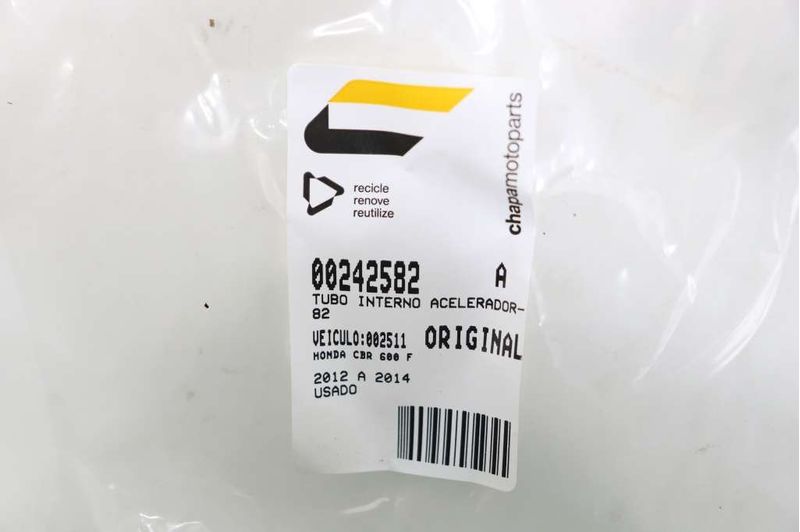 chapamotoparts
recicle
renove
reutilize
00242582 A
TUBO INTERNO ACELERADOR-
82
VEICULO:002511 ORIGINAL
HONDA CBR 600 F
2012 A 2014
USADO